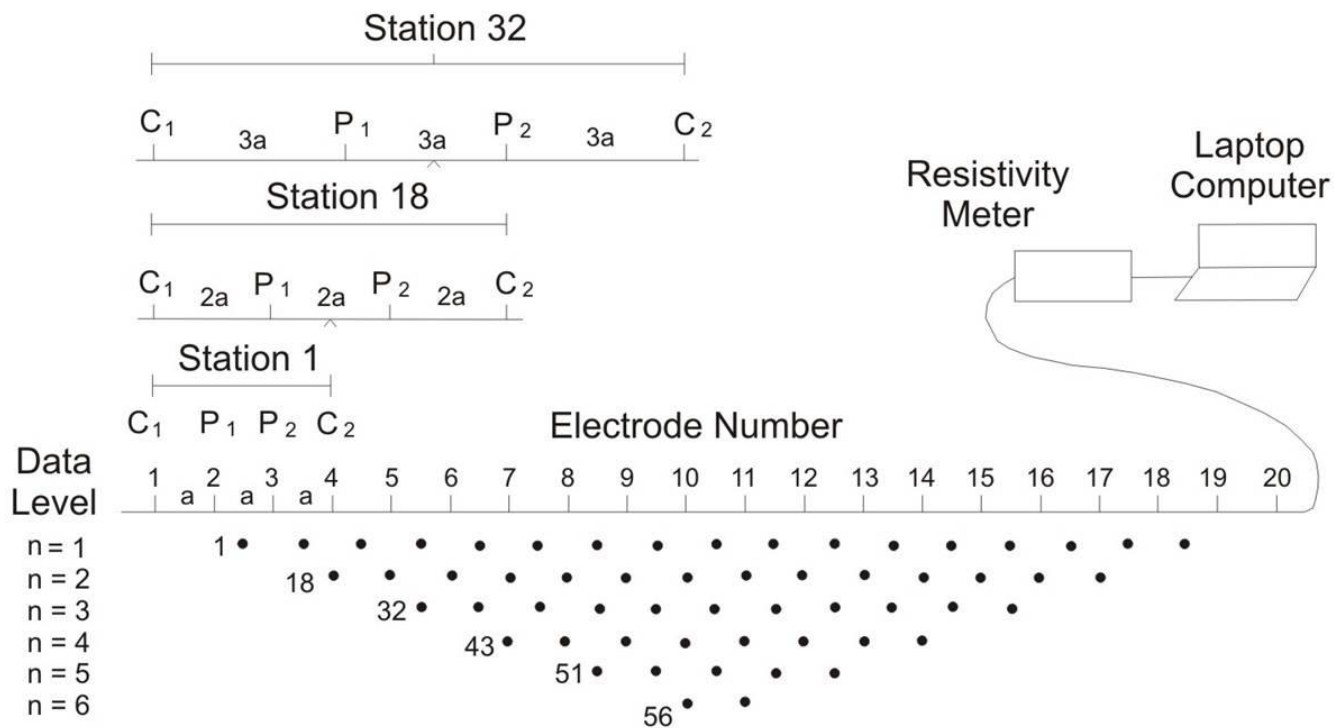 Station 32
C1 3a P1 3a P2 3a C2
Station 18
C1 2a P1 2a P2 2a C2
Station 1
C1 P1 P2 C2
Resistivity
Meter
Laptop
Computer
Electrode Number
Data
Level
1 2 3 4 5 6 7 8 9 10 11 12 13 14 15 16 17 18 19 20
a a a
n = 1 1
n = 2 18
n = 3 32
n = 4 43
n = 5 51
n = 6 56